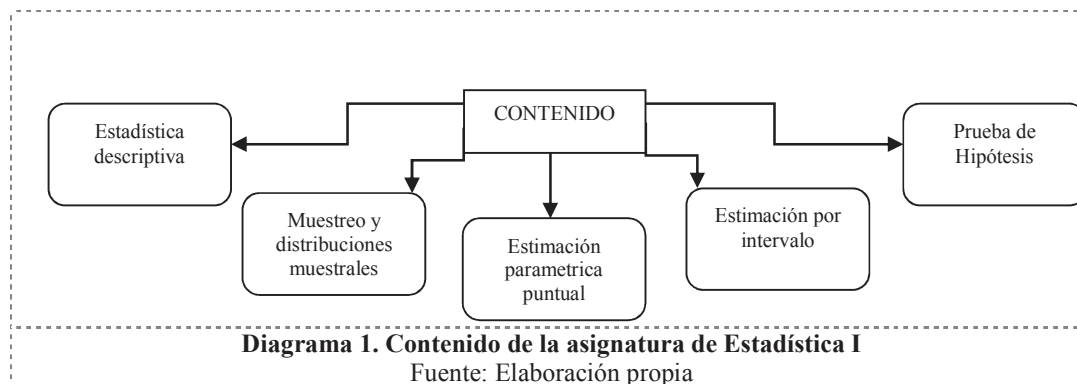 CONTENIDO
Estadística
descriptiva
Muestreo y
distribuciones
muestrales
Estimación
parametrica
puntual
Estimación por
intervalo
Prueba de
Hipótesis
Diagrama 1. Contenido de la asignatura de Estadística I
Fuente: Elaboración propia